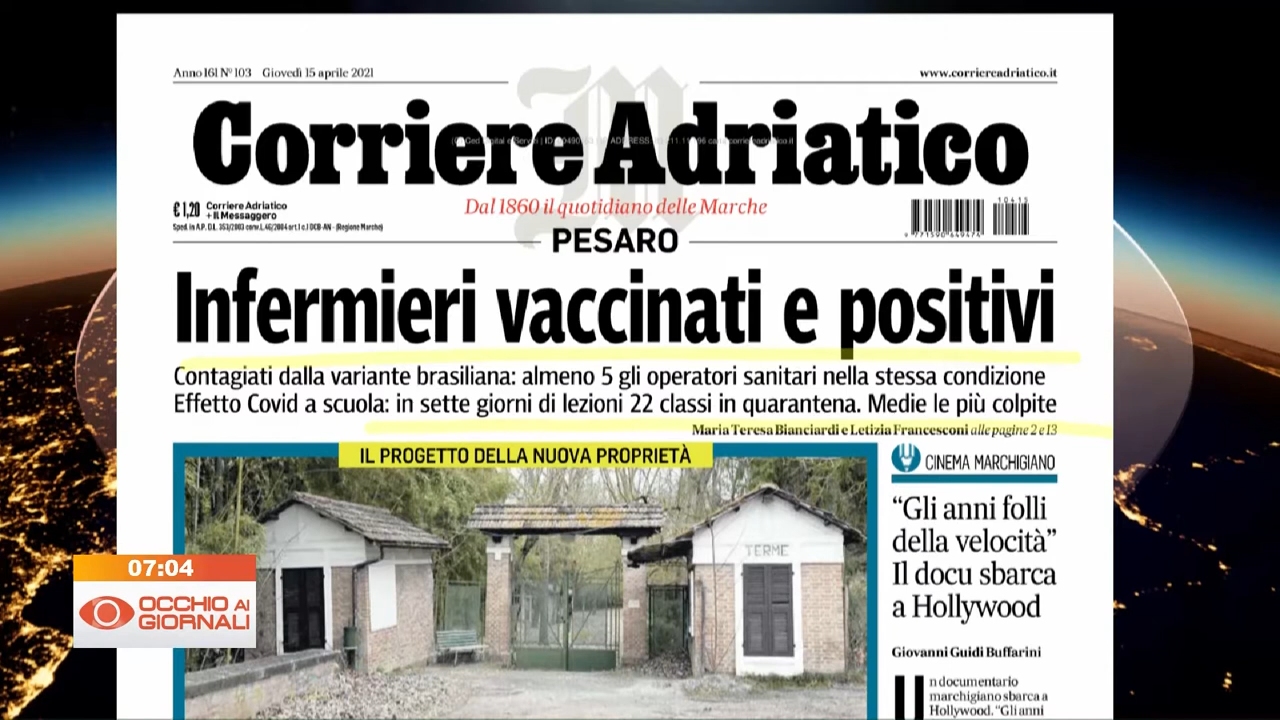 Anno 161 N° 103 Giovedì 15 aprile 2021
www.corriereadriatico.it
Corriere Adriatico
€ 1,20 Corriere Adriatico
+ Il Messaggero
Dal 1860 il quotidiano delle Marche
PESARO
Infermieri vaccinati e positivi
Contagiati dalla variante brasiliana: almeno 5 gli operatori sanitari nella stessa condizione
Effetto Covid a scuola: in sette giorni di lezioni 22 classi in quarantena. Medie le più colpite
Maria Teresa Bianciardi e Letizia Francesconi alle pagine 2 e 13
IL PROGETTO DELLA NUOVA PROPRIETÀ
TERME
CINEMA MARCHIGIANO
“Gli anni folli
della velocità”
Il docu sbarca
a Hollywood
Giovanni Guidi Buffarini
Un documentario
marchigiano sbarca a
Hollywood. “Gli anni
07:04
OCCHIO AI
GIORNALI